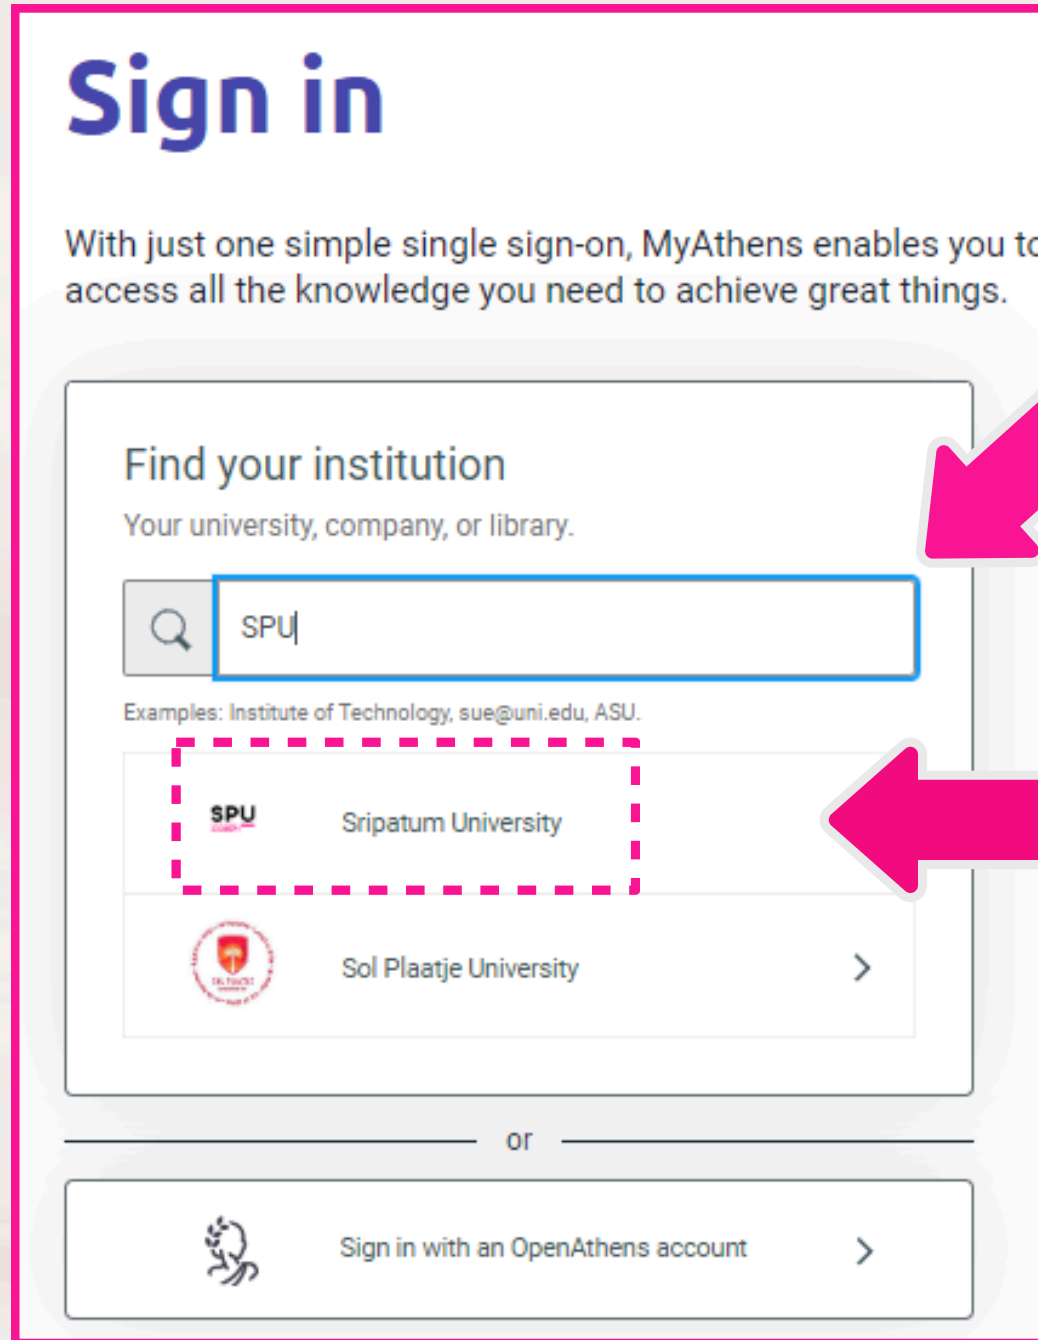 Sign in
With just one simple single sign-on, MyAthens enables you to
access all the knowledge you need to achieve great things.
Find your institution
Your university, company, or library.
SPU
Examples: Institute of Technology, sue@uni.edu, ASU.
SPU
Sripatum University
Sol Plaatje University
or
Sign in with an OpenAthens account